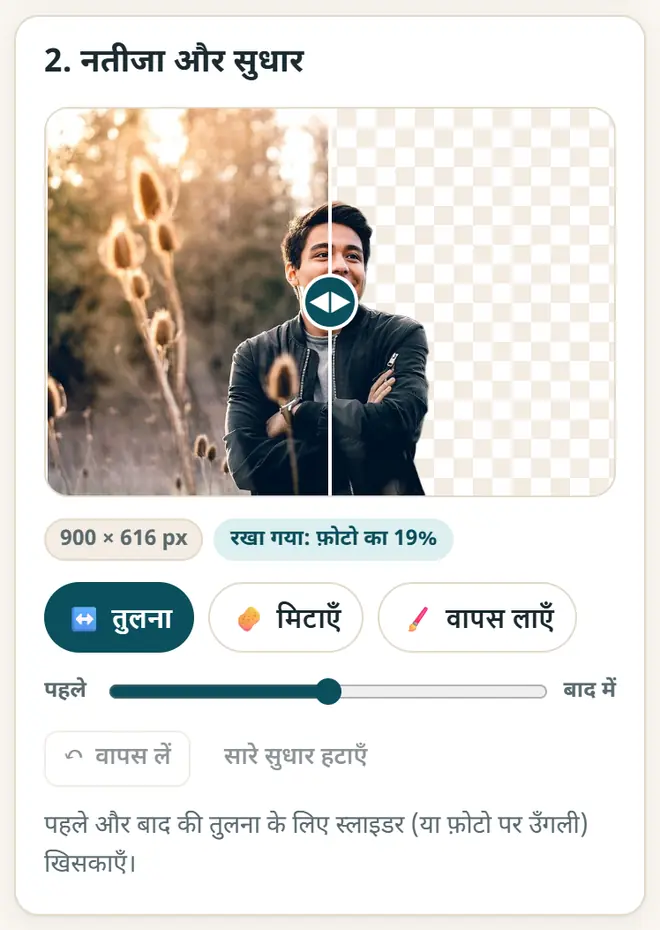 2. नतीजा और सुधार
900 × 616 px
रखा गया: फ़ोटो का 19%
तुलना
मिटाएँ
वापस लाएँ
पहले
बाद में
वापस लें
सारे सुधार हटाएँ
पहले और बाद की तुलना के लिए स्लाइडर (या फ़ोटो पर उँगली)
खिसकाएँ।